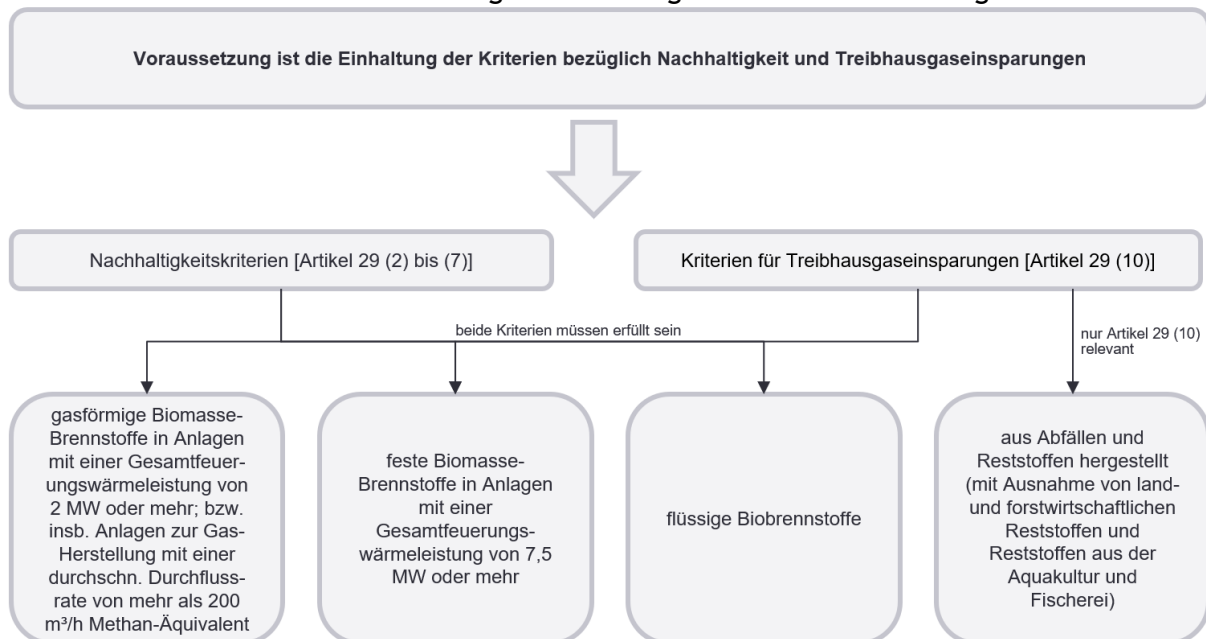 Voraussetzung ist die Einhaltung der Kriterien bezüglich Nachhaltigkeit und Treibhausgaseinsparungen
Nachhaltigkeitskriterien [Artikel 29 (2) bis (7)]
Kriterien für Treibhausgaseinsparungen [Artikel 29 (10)]
beide Kriterien müssen erfüllt sein
nur Artikel 29 (10)
relevant
gasförmige Biomasse-
Brennstoffe in Anlagen
mit einer Gesamtfeuer-
ungswärmeleistung von
2 MW oder mehr; bzw.
insb. Anlagen zur Gas-
Herstellung mit einer
durchschn. Durchfluss-
rate von mehr als 200
m³/h Methan-Äquivalent
feste Biomasse-
Brennstoffe in Anlagen
mit einer
Gesamtfeuerungs-
wärmeleistung von 7,5
MW oder mehr
flüssige Biobrennstoffe
aus Abfällen und
Reststoffen hergestellt
(mit Ausnahme von land-
und forstwirtschaftlichen
Reststoffen und
Reststoffen aus der
Aquakultur und
Fischerei)